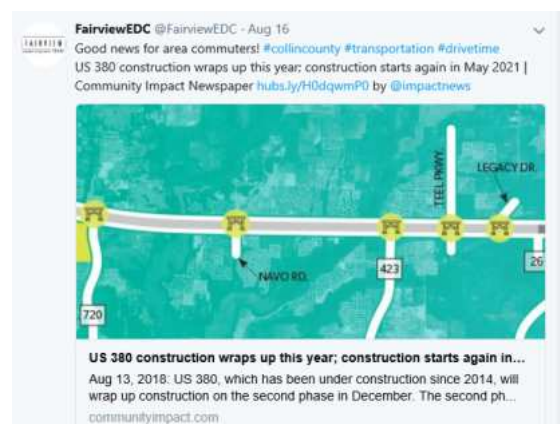 FAIRVIEW
FairviewEDC @FairviewEDC · Aug 16
Good news for area commuters! #collincounty #transportation #drivetime
US 380 construction wraps up this year; construction starts again in May 2021 |
Community Impact Newspaper hubs.ly/H0dqwmP0 by @impactnews
TEEL PKWY.
LEGACY DR.
NAVO RD.
423
26
720
US 380 construction wraps up this year; construction starts again in...
Aug 13, 2018: US 380, which has been under construction since 2014, will
wrap up construction on the second phase in December. The second ph...
communityimpact.com